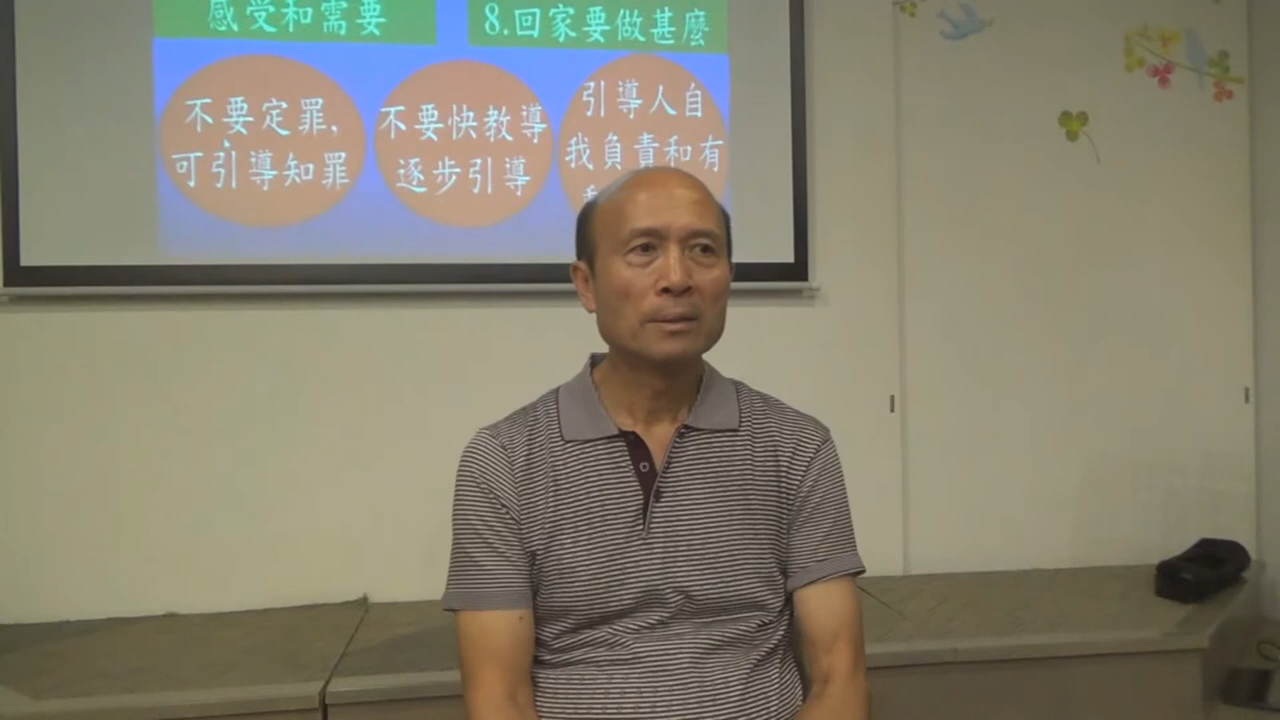 感受和需要
8.回家要做甚麼
不要定罪,
可引導知罪
不要快教導
逐步引導
引導人自
我負責和有